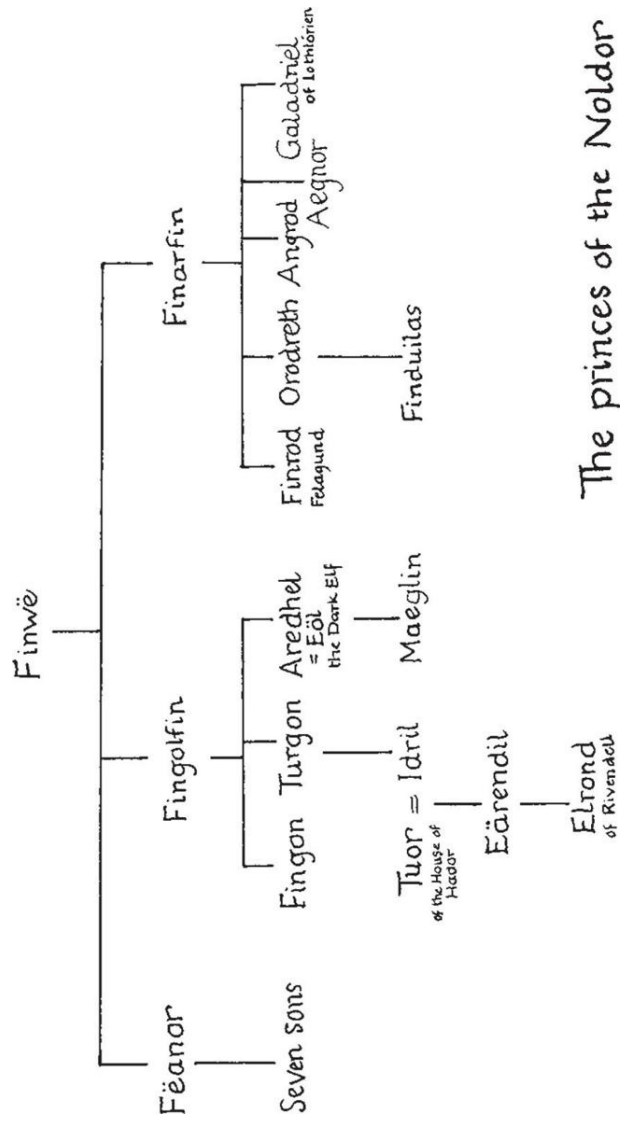 Finwë
Fëanor
Fingolfin
Finarfin
Seven sons
Fingon
Turgon
Aredhel
= Eöl
the Dark Elf
Finrod
Felagund
Orodreth
Angrod
Aegnor
Galadriel
of Lothlórien
Tuor = Idril
of the House of
Hador
Maeglin
Finduilas
Eärendil
Elrond
of Rivendell
The princes of the Noldor